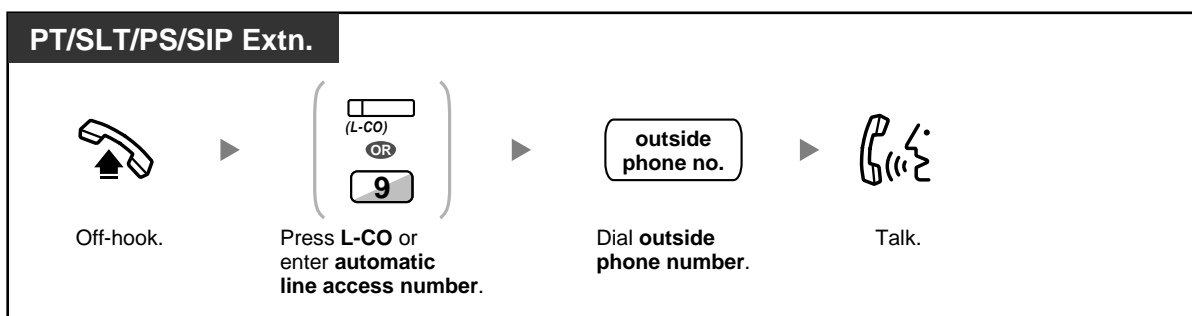 PT/SLT/PS/SIP Extn.
(L-CO)
OR
9
outside
phone no.
Off-hook.
Press L-CO or
enter automatic
line access number.
Dial outside
phone number.
Talk.